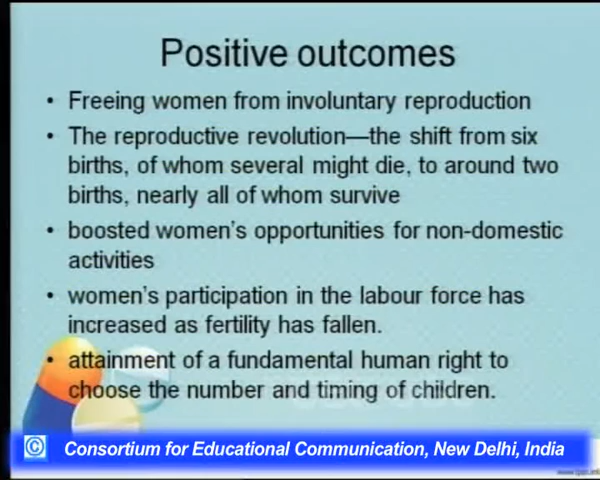 Positive outcomes
• Freeing women from involuntary reproduction
• The reproductive revolution—the shift from six
births, of whom several might die, to around two
births, nearly all of whom survive
• boosted women's opportunities for non-domestic
activities
• women's participation in the labour force has
increased as fertility has fallen.
• attainment of a fundamental human right to
choose the number and timing of children.
© Consortium for Educational Communication, New Delhi, India